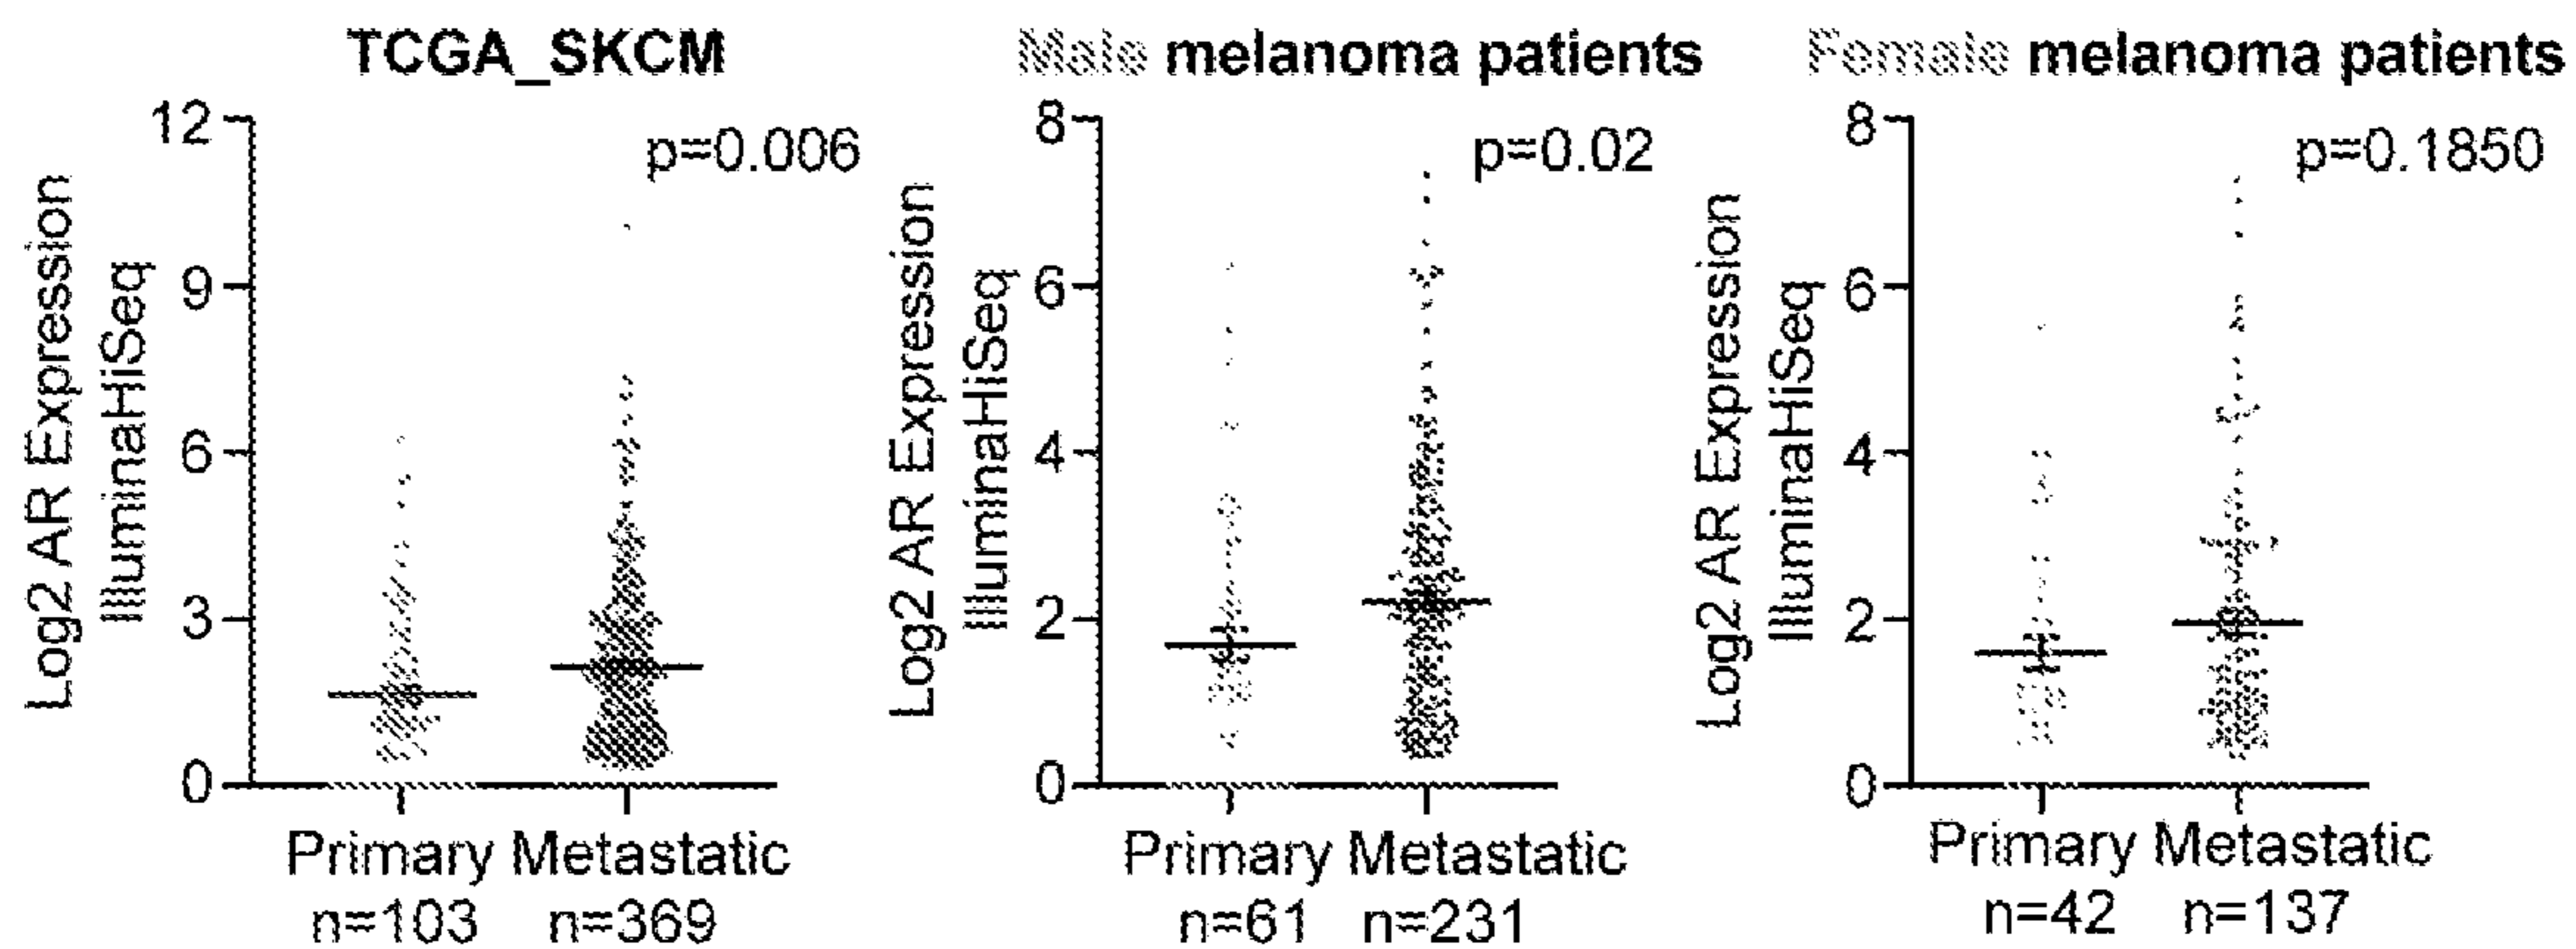 TCGA_SKCM
p=0.006
Log2 AR Expression
IlluminaHiSeq
12
9
6
3
0
Primary Metastatic
n=103 n=369
Male melanoma patients
p=0.02
Log2 AR Expression
IlluminaHiSeq
8
6
4
2
0
Primary Metastatic
n=61 n=231
Female melanoma patients
p=0.1850
Log2 AR Expression
IlluminaHiSeq
8
6
4
2
0
Primary Metastatic
n=42 n=137